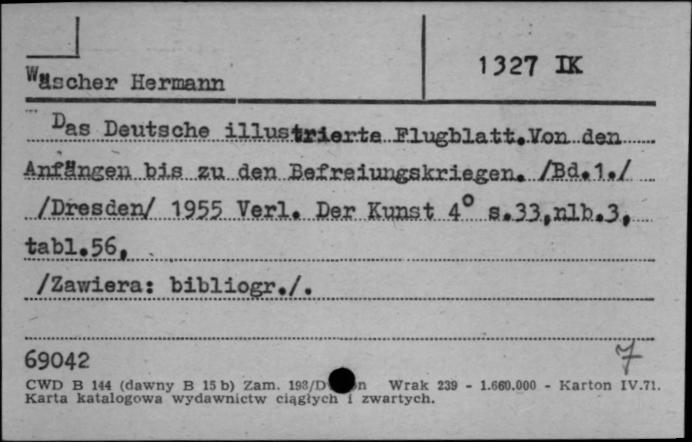 1327 IK
Wäscher Hermann
Das Deutsche illustrierte Flugblatt.Von den
Anfängen bis zu den Befreiungskriegen. /Bd.1./
/Dresden/ 1955 Verl. Der Kunst 4° s.33,nlb.3,
tabl.56,
/Zawiera: bibliogr./.
69042
7
CWD B 144 (dawny B 15 b) Zam. 198/D n Wrak 239 - 1.660.000 - Karton IV.71.
Karta katalogowa wydawnictw ciągłych i zwartych.